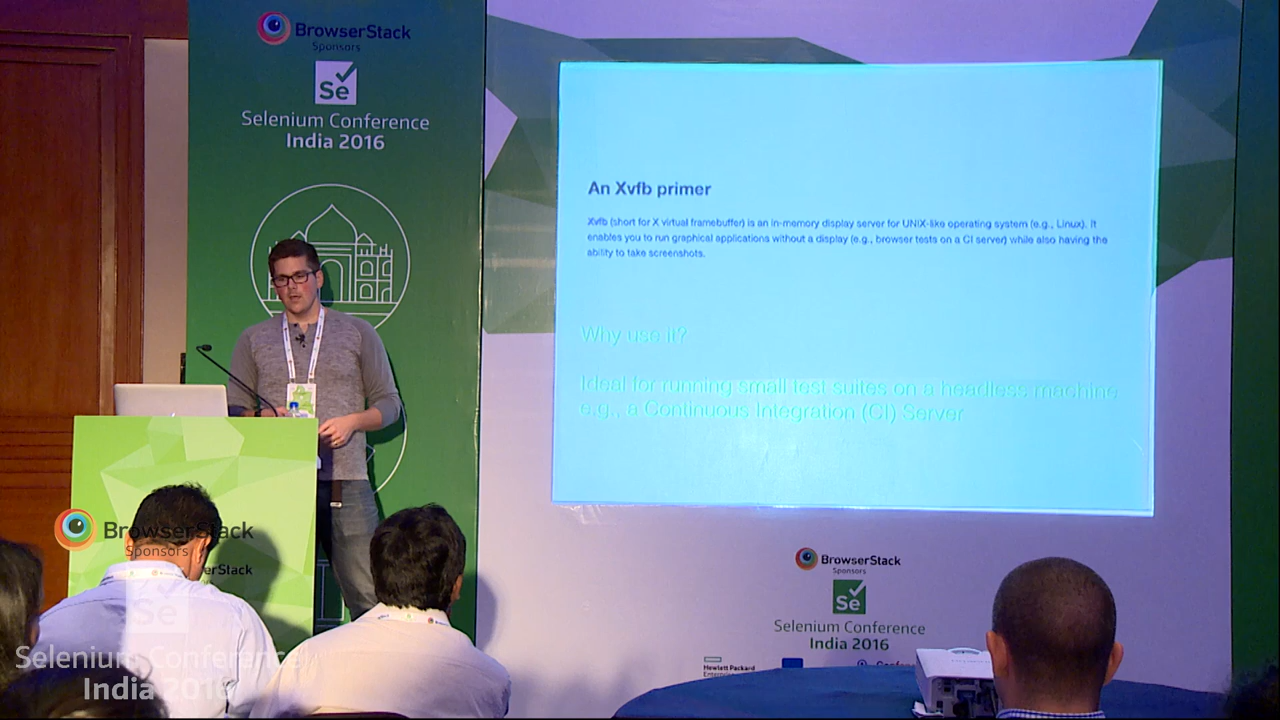 BrowserStack
Sponsors
Se
Selenium Conference
India 2016
An Xvfb primer
Xvfb (short for X virtual framebuffer) is an in-memory display server for UNIX-like operating system (e.g., Linux). It
enables you to run graphical applications without a display (e.g., browser tests on a CI server) while also having the
ability to take screenshots.
Why use it?
Ideal for running small test suites on a headless machine
e.g., a Continuous Integration (CI) Server
BrowserStack
Sponsors
erStack
Se
Selenium Conference
India 2016
BrowserStack
Sponsors
Se
Selenium Conference
India 2016
Hewlett Packard